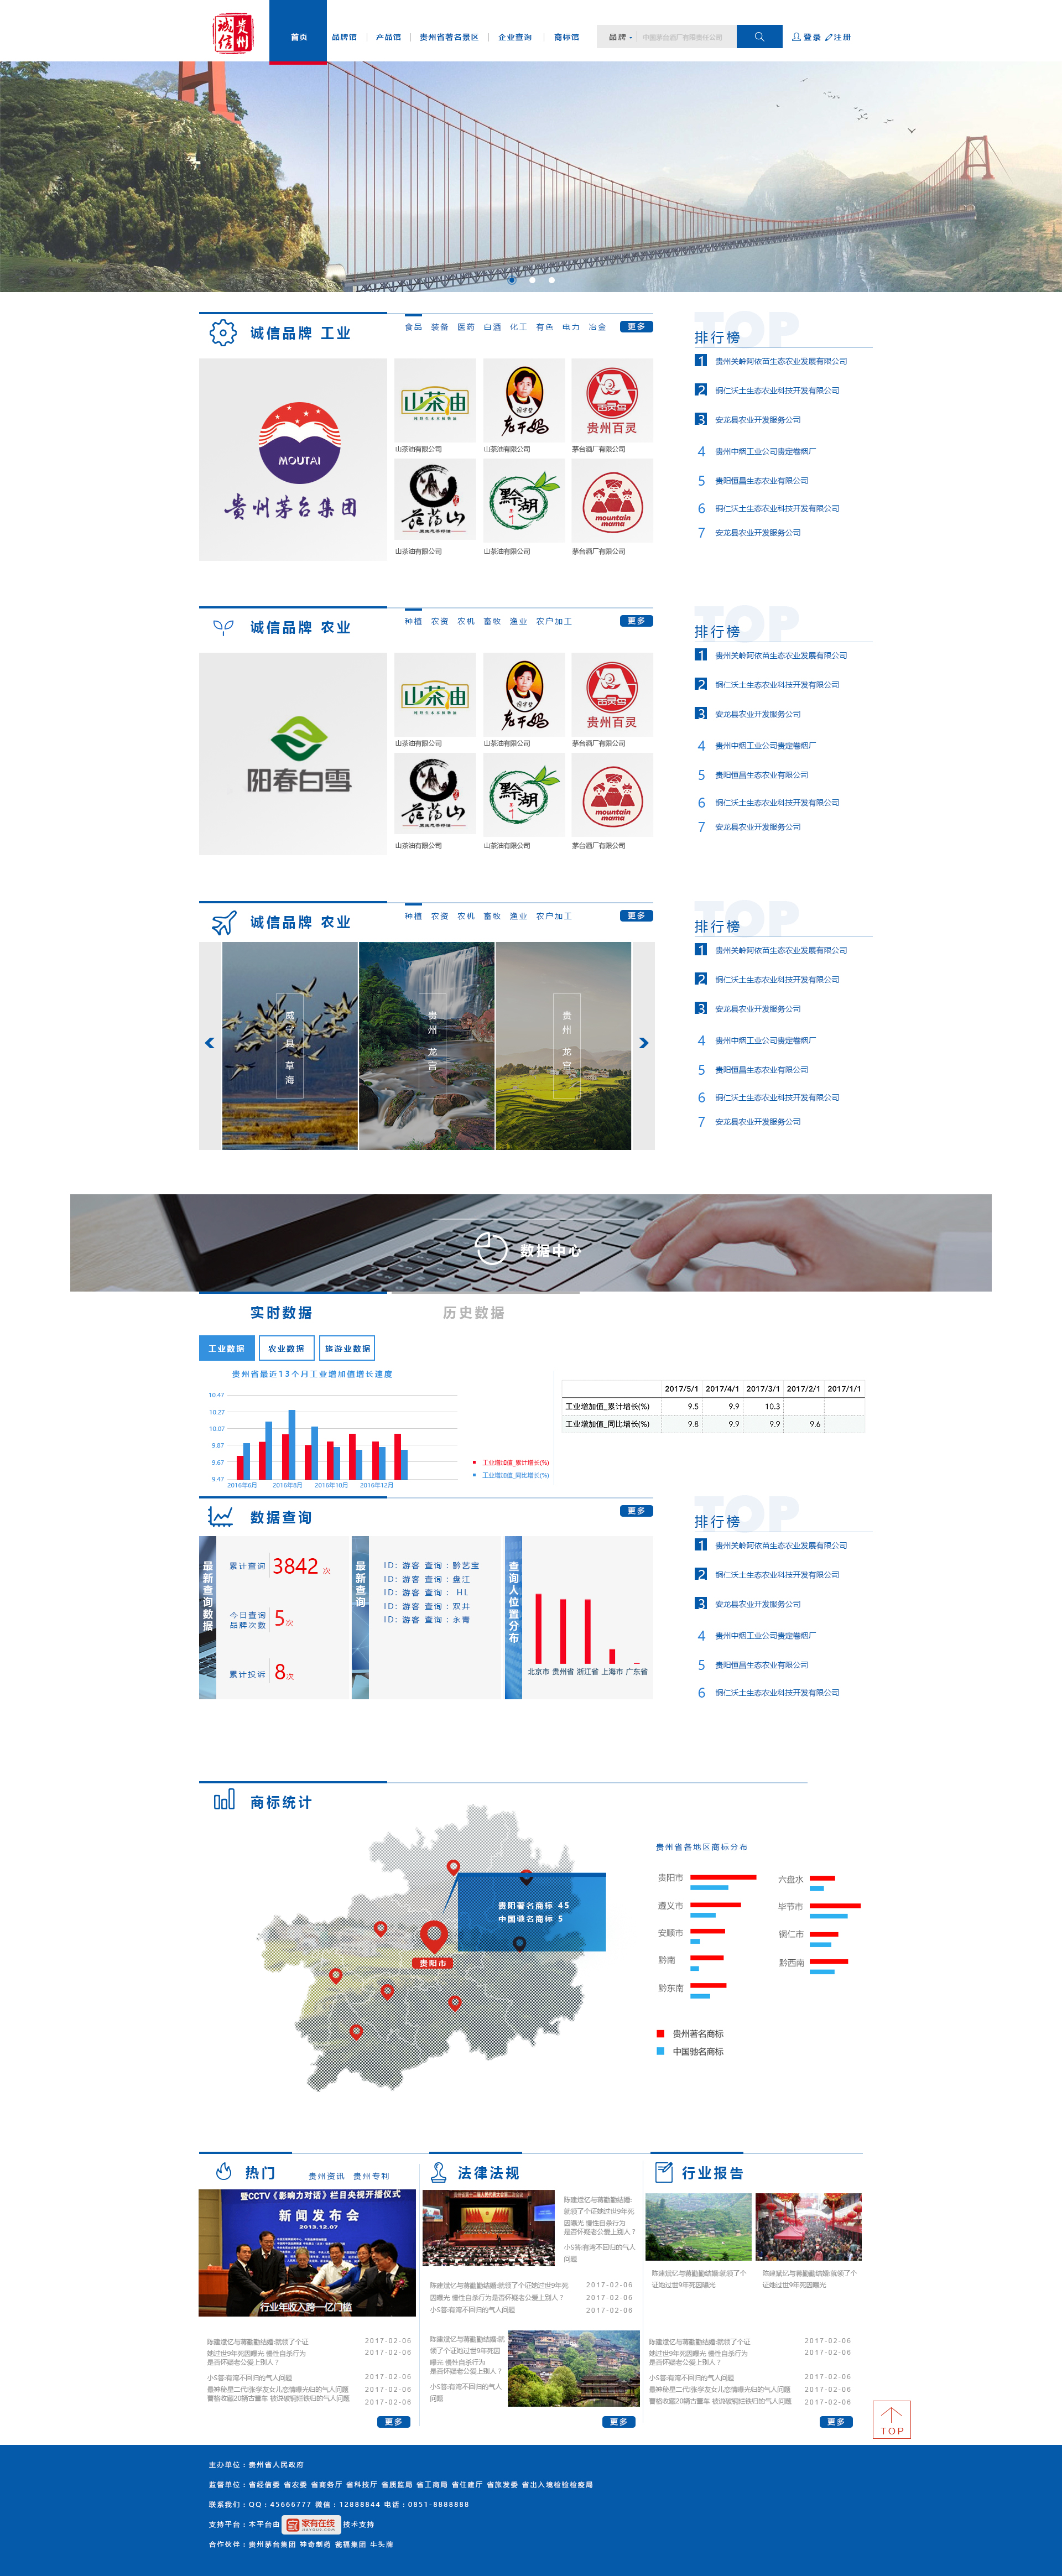 贵州诚信
首页 品牌馆 产品馆 贵州省著名景区 企业查询 商标馆 品牌 中国茅台酒厂有限责任公司 登录 注册
诚信品牌 工业
食品 装备 医药 白酒 化工 有色 电力 冶金 更多
MOUTAI
贵州茅台集团
山茶油
老干妈
贵州百灵
山茶油有限公司 山茶油有限公司 茅台酒厂有限公司
黔湖
mountain mama
山茶油有限公司 山茶油有限公司 茅台酒厂有限公司
TOP
排行榜
1 贵州关岭阿依苗生态农业发展有限公司
2 铜仁沃土生态农业科技开发有限公司
3 安龙县农业开发服务公司
4 贵州中烟工业公司贵定卷烟厂
5 贵阳恒昌生态农业有限公司
6 铜仁沃土生态农业科技开发有限公司
7 安龙县农业开发服务公司
诚信品牌 农业
种植 农资 农机 畜牧 渔业 农户加工 更多
阳春白雪
山茶油
老干妈
贵州百灵
山茶油有限公司 山茶油有限公司 茅台酒厂有限公司
黔湖
mountain mama
山茶油有限公司 山茶油有限公司 茅台酒厂有限公司
TOP
排行榜
1 贵州关岭阿依苗生态农业发展有限公司
2 铜仁沃土生态农业科技开发有限公司
3 安龙县农业开发服务公司
4 贵州中烟工业公司贵定卷烟厂
5 贵阳恒昌生态农业有限公司
6 铜仁沃土生态农业科技开发有限公司
7 安龙县农业开发服务公司
诚信品牌 农业
种植 农资 农机 畜牧 渔业 农户加工 更多
威宁县 草海
贵州 龙宫
贵州 龙宫
TOP
排行榜
1 贵州关岭阿依苗生态农业发展有限公司
2 铜仁沃土生态农业科技开发有限公司
3 安龙县农业开发服务公司
4 贵州中烟工业公司贵定卷烟厂
5 贵阳恒昌生态农业有限公司
6 铜仁沃土生态农业科技开发有限公司
7 安龙县农业开发服务公司
数据中心
实时数据 历史数据
工业数据 农业数据 旅游业数据
贵州省最近13个月工业增加值增长速度
10.47
10.27
10.07
9.87
9.67
9.47
2016年6月 2016年8月 2016年10月 2016年12月
工业增加值_累计增长(%)
工业增加值_同比增长(%)
2017/5/1 2017/4/1 2017/3/1 2017/2/1 2017/1/1
工业增加值_累计增长(%) 9.5 9.9 10.3
工业增加值_同比增长(%) 9.8 9.9 9.9 9.6
数据查询 更多
最新查询数据
累计查询 3842 次
今日查询
品牌次数 5次
累计投诉 8次
最新查询
ID: 游客 查询：黔艺宝
ID: 游客 查询：盘江
ID: 游客 查询： HL
ID: 游客 查询：双井
ID: 游客 查询：永青
查询人位置分布
北京市 贵州省 浙江省 上海市 广东省
TOP
排行榜
1 贵州关岭阿依苗生态农业发展有限公司
2 铜仁沃土生态农业科技开发有限公司
3 安龙县农业开发服务公司
4 贵州中烟工业公司贵定卷烟厂
5 贵阳恒昌生态农业有限公司
6 铜仁沃土生态农业科技开发有限公司
商标统计
贵阳著名商标 45
中国驰名商标 5
贵阳市
贵州省各地区商标分布
贵阳市 六盘水
遵义市 毕节市
安顺市 铜仁市
黔南 黔西南
黔东南
贵州著名商标
中国驰名商标
热门 贵州资讯 贵州专利
暨CCTV《影响力对话》栏目央视开播仪式
新闻发布会
2013.12.07
行业年收入跨一亿门槛
陈建斌亿与蒋勤勤结婚:就领了个证 2017-02-06
她过世9年死因曝光 慢性自杀行为 2017-02-06
是否怀疑老公爱上别人？
小S答:有湾不回归的气人问题 2017-02-06
最神秘星二代!张学友女儿恋情曝光归的气人问题 2017-02-06
曹格收藏20辆古董车 被说破铜烂铁归的气人问题 2017-02-06
更多
法律法规
陈建斌亿与蒋勤勤结婚:
就领了个证她过世9年死
因曝光 慢性自杀行为
是否怀疑老公爱上别人？
小S答:有湾不回归的气人
问题
陈建斌亿与蒋勤勤结婚:就领了个证她过世9年死 2017-02-06
因曝光 慢性自杀行为是否怀疑老公爱上别人？ 2017-02-06
小S答:有湾不回归的气人问题 2017-02-06
陈建斌亿与蒋勤勤结婚:就
领了个证她过世9年死因
曝光 慢性自杀行为
是否怀疑老公爱上别人？
小S答:有湾不回归的气人
问题
更多
行业报告
陈建斌亿与蒋勤勤结婚:就领了个
证她过世9年死因曝光
陈建斌亿与蒋勤勤结婚:就领了个
证她过世9年死因曝光
陈建斌亿与蒋勤勤结婚:就领了个证 2017-02-06
她过世9年死因曝光 慢性自杀行为 2017-02-06
是否怀疑老公爱上别人？
小S答:有湾不回归的气人问题 2017-02-06
最神秘星二代!张学友女儿恋情曝光归的气人问题 2017-02-06
曹格收藏20辆古董车 被说破铜烂铁归的气人问题 2017-02-06
更多
TOP
主办单位：贵州省人民政府
监督单位：省经信委 省农委 省商务厅 省科技厅 省质监局 省工商局 省住建厅 省旅发委 省出入境检验检疫局
联系我们：QQ：45666777 微信：12888844 电话：0851-8888888
支持平台：本平台由 家有在线 技术支持
合作伙伴：贵州茅台集团 神奇制药 瓮福集团 牛头牌